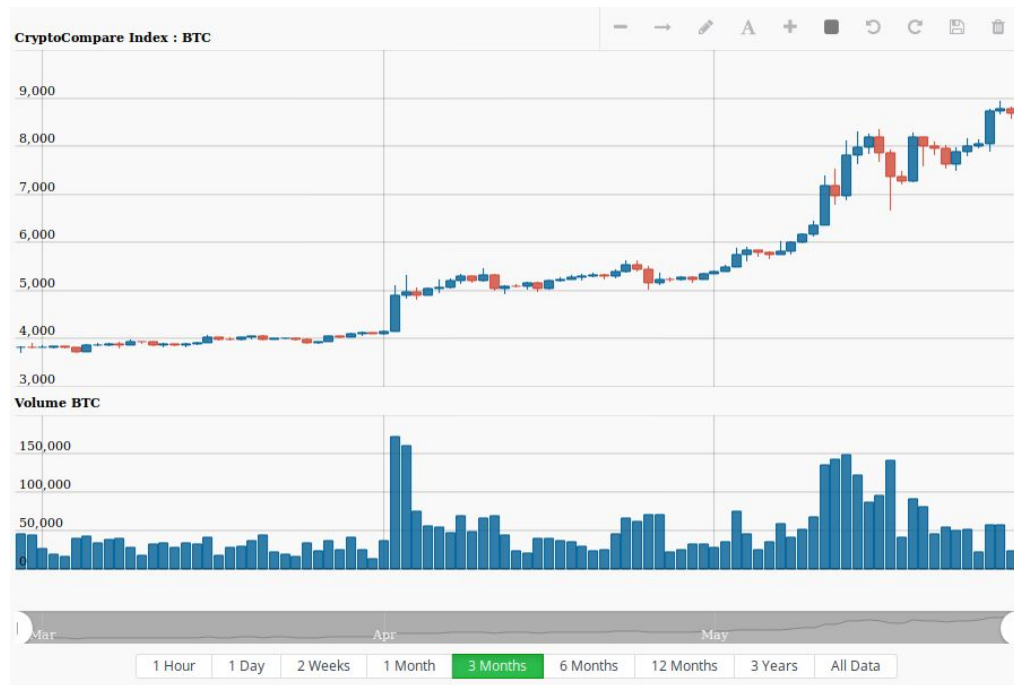 CryptoCompare Index : BTC
A
9,000
8,000
7,000
6,000
5,000
4,000
3,000
Volume BTC
150,000
100,000
50,000
0
Mar Apr May
1 Hour 1 Day 2 Weeks 1 Month 3 Months 6 Months 12 Months 3 Years All Data